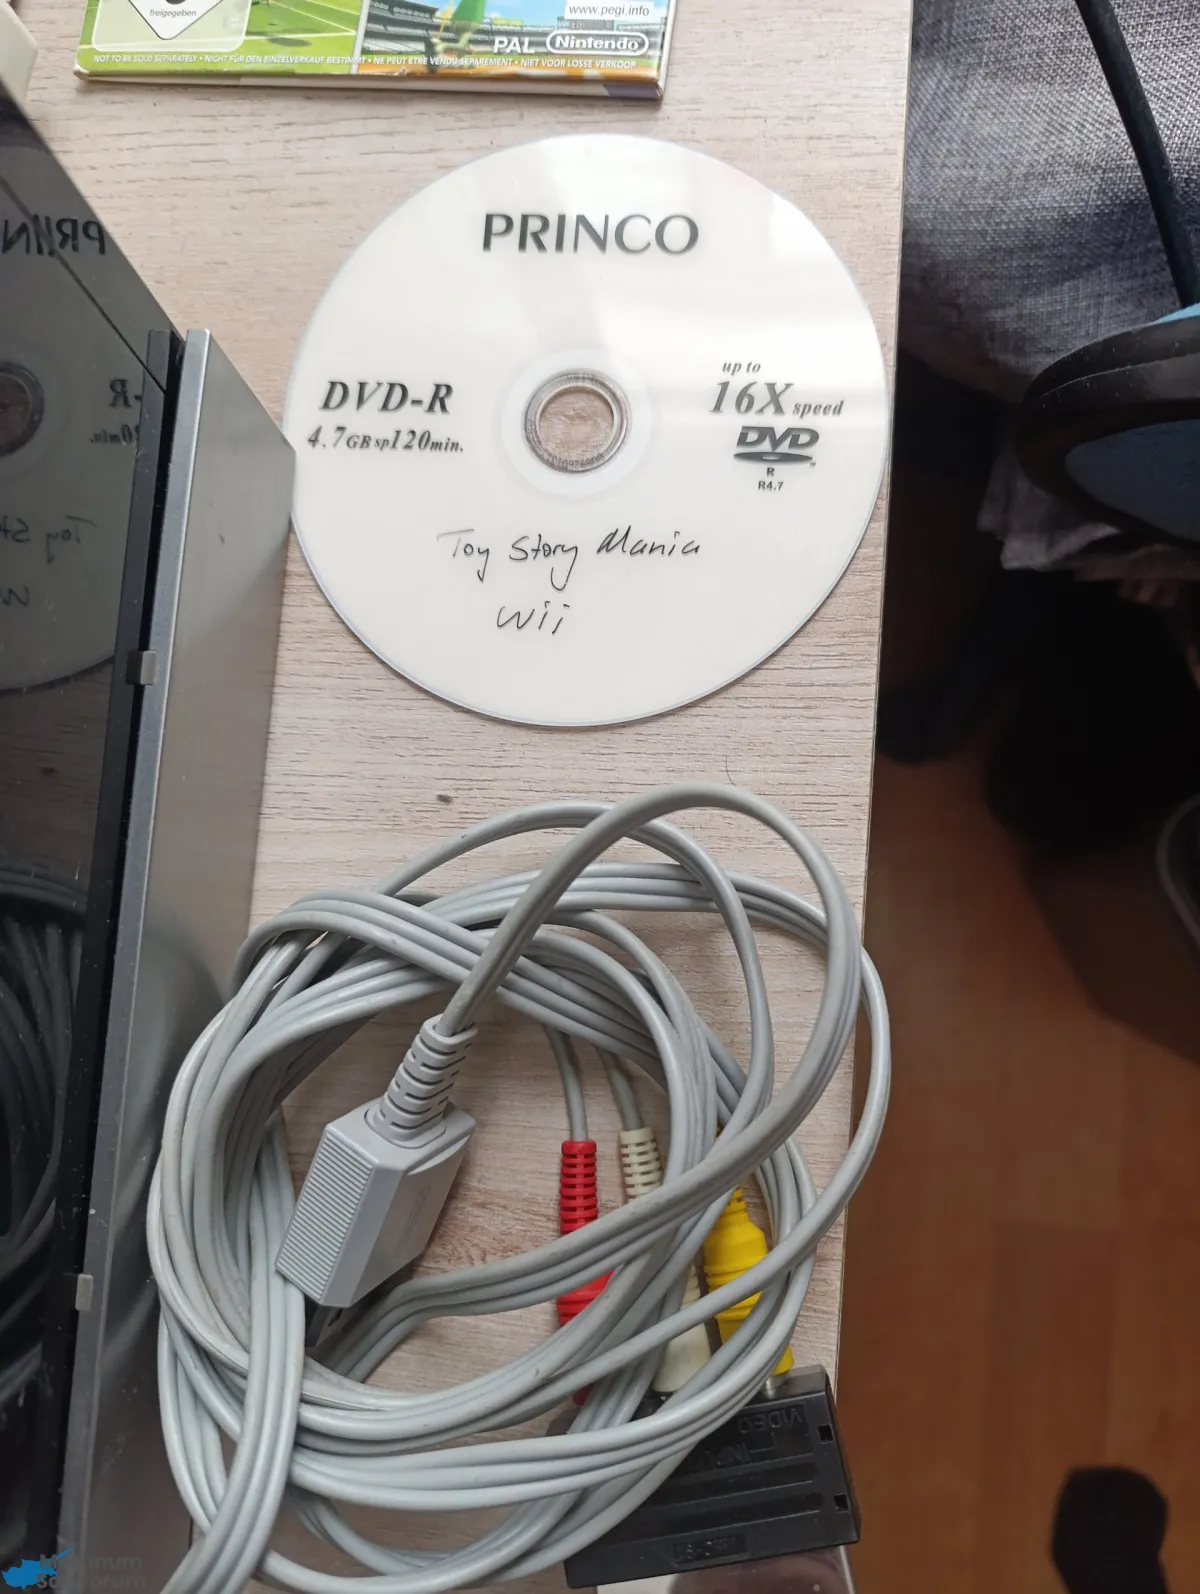 freigegeben
www.pegi.info
PAL Nintendo
NOT TO BE SOLD SEPARATELY • NICHT FÜR DEN EINZELVERKAUF BESTIMMT • NE PEUT ETRE VENDU SEPAREMENT • NIET VOOR LOSSE VERKOOP
PRINCO
DVD-R
4.7GB sp120min.
up to
16X speed
DVD
R
R4.7
Toy Story Mania
Wii
VIDEO